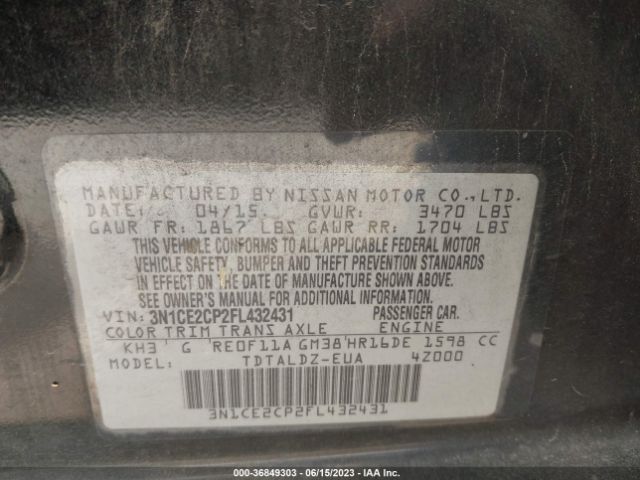 MANUFACTURED BY NISSAN MOTOR CO.,LTD.
DATE: 04/15 GVWR: 3470 LBS
GAWR FR: 1867 LBS GAWR RR: 1704 LBS
THIS VEHICLE CONFORMS TO ALL APPLICABLE FEDERAL MOTOR
VEHICLE SAFETY, BUMPER AND THEFT PREVENTION STANDARDS
IN EFFECT ON THE DATE OF MANUFACTURE SHOWN ABOVE.
SEE OWNER'S MANUAL FOR ADDITIONAL INFORMATION.
VIN: 3N1CE2CP2FL432431 PASSENGER CAR.
COLOR TRIM TRANS AXLE ENGINE
KH3 G RE0F11A GM38 HR16DE 1598 CC
MODEL: TDTALDZ-EUA 4Z000
3N1CE2CP2FL432431
000-36849303 - 06/15/2023 - IAA Inc.